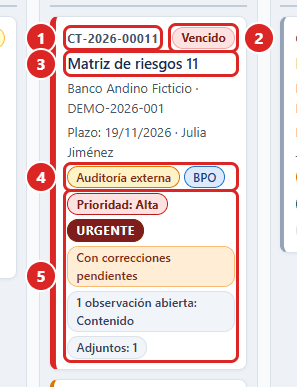 1 CT-2026-00011 Vencido 2
3 Matriz de riesgos 11
Banco Andino Ficticio ·
DEMO-2026-001
Plazo: 19/11/2026 · Julia
Jiménez
4 Auditoría externa BPO
Prioridad: Alta
URGENTE
Con correcciones
pendientes
5
1 observación abierta:
Contenido
Adjuntos: 1